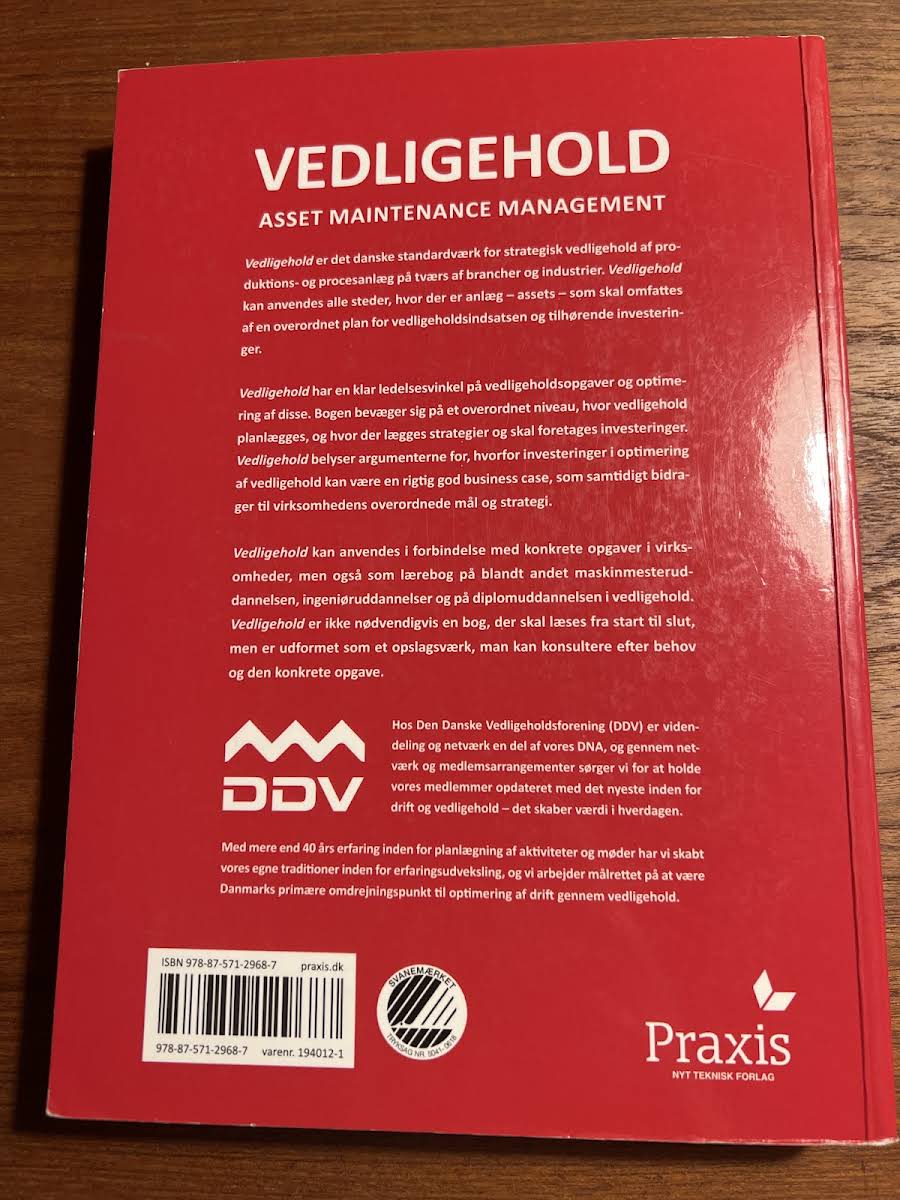 VEDLIGEHOLD
ASSET MAINTENANCE MANAGEMENT
Vedligehold er det danske standardværk for strategisk vedligehold af pro-
duktions- og procesanlæg på tværs af brancher og industrier. Vedligehold
kan anvendes alle steder, hvor der er anlæg – assets – som skal omfattes
af en overordnet plan for vedligeholdsindsatsen og tilhørende investerin-
ger.
Vedligehold har en klar ledelsesvinkel på vedligeholdsopgaver og optime-
ring af disse. Bogen bevæger sig på et overordnet niveau, hvor vedligehold
planlægges, og hvor der lægges strategier og skal foretages investeringer.
Vedligehold belyser argumenterne for, hvorfor investeringer i optimering
af vedligehold kan være en rigtig god business case, som samtidigt bidra-
ger til virksomhedens overordnede mål og strategi.
Vedligehold kan anvendes i forbindelse med konkrete opgaver i virks-
omheder, men også som lærebog på blandt andet maskinmesterud-
dannelsen, ingeniøruddannelser og på diplomuddannelsen i vedligehold.
Vedligehold er ikke nødvendigvis en bog, der skal læses fra start til slut,
men er udformet som et opslagsværk, man kan konsultere efter behov
og den konkrete opgave.
DDV
Hos Den Danske Vedligeholdsforening (DDV) er viden-
deling og netværk en del af vores DNA, og gennem net-
værk og medlemsarrangementer sørger vi for at holde
vores medlemmer opdateret med det nyeste inden for
drift og vedligehold – det skaber værdi i hverdagen.
Med mere end 40 års erfaring inden for planlægning af aktiviteter og møder har vi skabt
vores egne traditioner inden for erfaringsudveksling, og vi arbejder målrettet på at være
Danmarks primære omdrejningspunkt til optimering af drift gennem vedligehold.
ISBN 978-87-571-2968-7 praxis.dk
978-87-571-2968-7 varenr. 194012-1
SVANEMÆRKET
TRYKSAG NR. 5041-0618
Praxis
NYT TEKNISK FORLAG